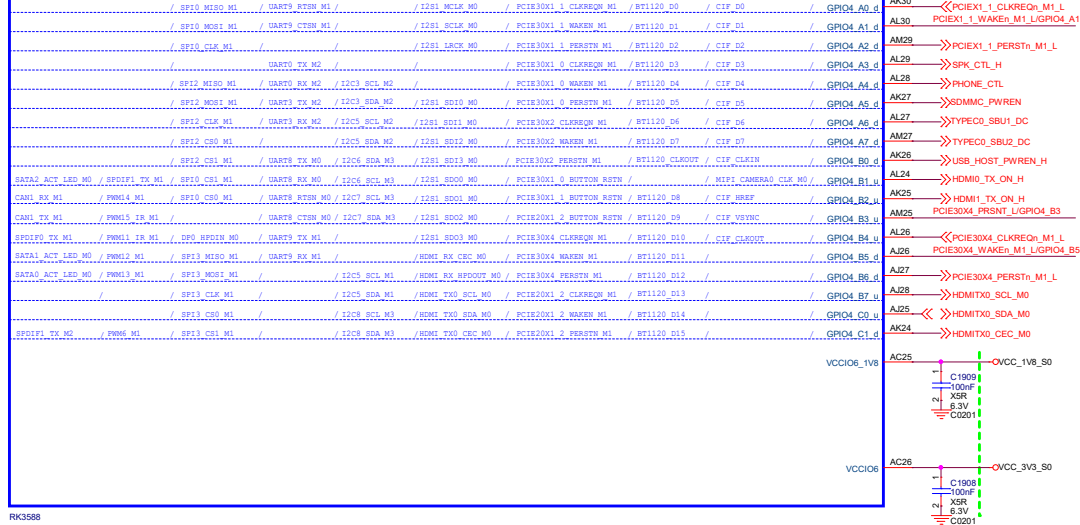 / SPI0_MISO_M1 / UART9_RTSN_M1 / / I2S1_MCLK_M0 / PCIE30X1_1_CLKREQN_M1 / BT1120_D0 / CIF_D0 GPIO4_A0_d AK30 PCIEX1_1_CLKREQn_M1_L
/ SPI0_MOSI_M1 / UART9_CTSN_M1 / / I2S1_SCLK_M0 / PCIE30X1_1_WAKEN_M1 / BT1120_D1 / CIF_D1 / GPIO4_A1_d AL30 PCIEX1_1_WAKEn_M1_L/GPIO4_A1
/ SPI0_CLK_M1 / / I2S1_LRCK_M0 / PCIE30X1_1_PERSTN_M1 / BT1120_D2 / CIF_D2 / GPIO4_A2_d AM29 PCIEX1_1_PERSTn_M1_L
/ UART0_TX_M2 / PCIE30X1_0_CLKREQN_M1 / BT1120_D3 / CIF_D3 / GPIO4_A3_d AL29 SPK_CTL_H
/ SPI2_MISO_M1 / UART0_RX_M2 / I2C3_SCL_M2 / PCIE30X1_0_WAKEN_M1 / BT1120_D4 / CIF_D4 / GPIO4_A4_d AL28 PHONE_CTL
/ SPI2_MOSI_M1 / UART3_TX_M2 / I2C3_SDA_M2 / I2S1_SDI0_M0 / PCIE30X1_0_PERSTN_M1 / BT1120_D5 / CIF_D5 / GPIO4_A5_d AK27 SDMMC_PWREN
/ SPI2_CLK_M1 / UART3_RX_M2 / I2C5_SCL_M2 / I2S1_SDI1_M0 / PCIE30X2_CLKREQN_M1 / BT1120_D6 / CIF_D6 / GPIO4_A6_d AL27 TYPEC0_SBU1_DC
/ SPI2_CS0_M1 / / I2C5_SDA_M2 / I2S1_SDI2_M0 / PCIE30X2_WAKEN_M1 / BT1120_D7 / CIF_D7 / GPIO4_A7_d AM27 TYPEC0_SBU2_DC
/ SPI2_CS1_M1 / UART8_TX_M0 / I2C6_SDA_M3 / I2S1_SDI3_M0 / PCIE30X2_PERSTN_M1 / BT1120_CLKOUT / CIF_CLKIN / GPIO4_B0_d AK26 USB_HOST_PWREN_H
SATA2_ACT_LED_M0 / SPDIF1_TX_M1 / SPI0_CS1_M1 / UART8_RX_M0 / I2C6_SCL_M3 / I2S1_SDO0_M0 / PCIE30X1_1_BUTTON_RSTN / / MIPI_CAMERA0_CLK_M0 / GPIO4_B1_u AL24 HDMI0_TX_ON_H
CAN1_RX_M1 / PWM14_M1 / SPI0_CS0_M1 / UART8_RTSN_M0 / I2C7_SCL_M3 / I2S1_SDO1_M0 / PCIE30X1_0_BUTTON_RSTN / BT1120_D8 / CIF_HREF / GPIO4_B2_u AK25 HDMI1_TX_ON_H
CAN1_TX_M1 / PWM15_IR_M1 / / UART8_CTSN_M0 / I2C7_SDA_M3 / I2S1_SDO2_M0 / PCIE20X1_2_BUTTON_RSTN / BT1120_D9 / CIF_VSYNC / GPIO4_B3_u AM25 PCIE30X4_PRSNT_L/GPIO4_B3
SPDIF0_TX_M1 / PWM11_IR_M1 / DP0_HPDIN_M0 / UART9_TX_M1 / / I2S1_SDO3_M0 / PCIE30X4_CLKREQN_M1 / BT1120_D10 / CIF_CLKOUT / GPIO4_B4_u AL26 PCIE30X4_CLKREQn_M1_L
SATA1_ACT_LED_M0 / PWM12_M1 / SPI3_MISO_M1 / UART9_RX_M1 / / HDMI_RX_CEC_M0 / PCIE30X4_WAKEN_M1 / BT1120_D11 / / GPIO4_B5_d AJ26 PCIE30X4_WAKEn_M1_L/GPIO4_B5
SATA0_ACT_LED_M0 / PWM13_M1 / SPI3_MOSI_M1 / / I2C5_SCL_M1 / HDMI_RX_HPDOUT_M0 / PCIE30X4_PERSTN_M1 / BT1120_D12 / / GPIO4_B6_d AJ27 PCIE30X4_PERSTn_M1_L
/ SPI3_CLK_M1 / / I2C5_SDA_M1 / HDMI_TX0_SCL_M0 / PCIE20X1_2_CLKREQN_M1 / BT1120_D13 / / GPIO4_B7_u AJ28 HDMITX0_SCL_M0
/ SPI3_CS0_M1 / / I2C8_SCL_M3 / HDMI_TX0_SDA_M0 / PCIE20X1_2_WAKEN_M1 / BT1120_D14 / / GPIO4_C0_u AJ25 HDMITX0_SDA_M0
SPDIF1_TX_M2 / PWM6_M1 / SPI3_CS1_M1 / / I2C8_SDA_M3 / HDMI_TX0_CEC_M0 / PCIE20X1_2_PERSTN_M1 / BT1120_D15 / / GPIO4_C1_d AK24 HDMITX0_CEC_M0
VCCIO6_1V8 AC25 VCC_1V8_S0
1
C1909
100nF
X5R
2
6.3V
C0201
VCCIO6 AC26 VCC_3V3_S0
1
C1908
100nF
X5R
2
6.3V
C0201
RK3588